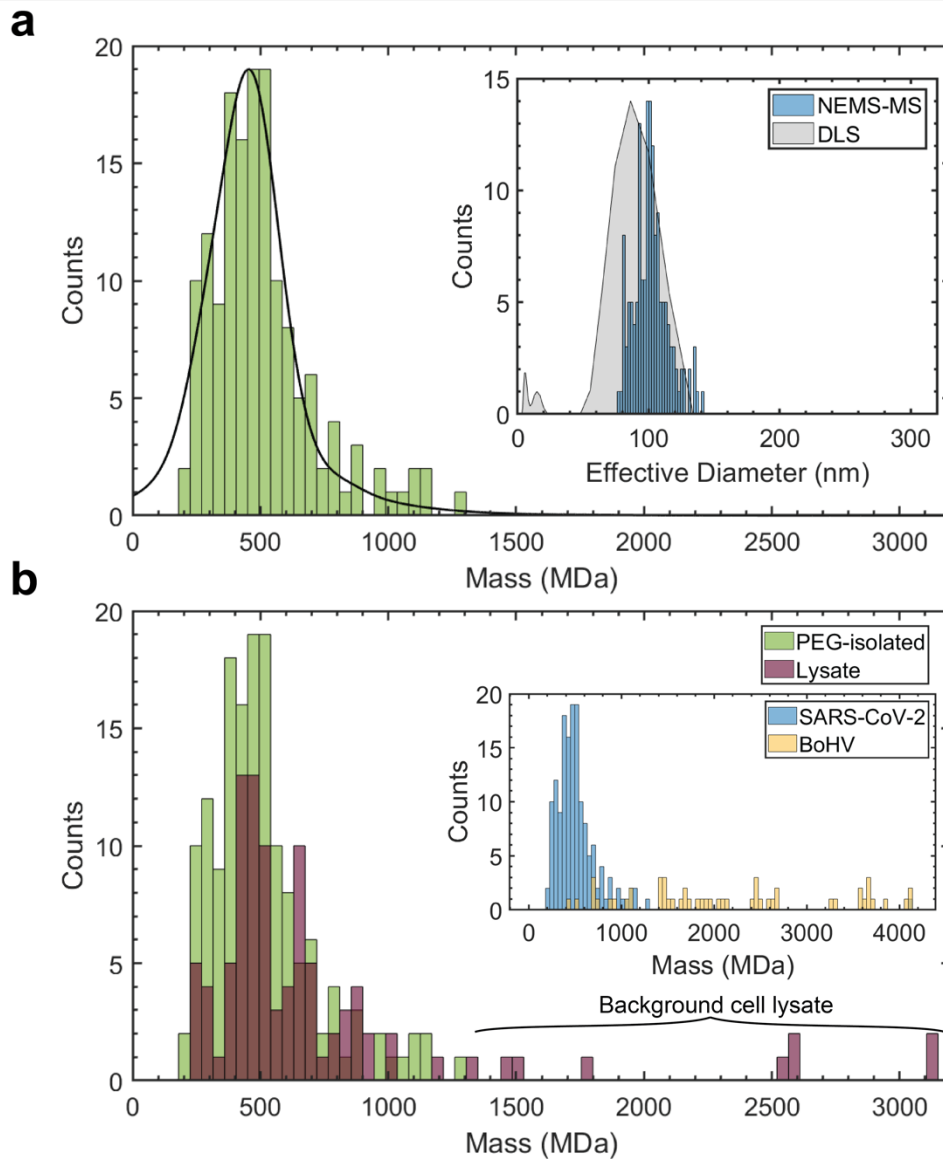 a
20
15
10
5
0
Counts
0 500 1000 1500 2000 2500 3000
Mass (MDa)
15
10
5
0
Counts
0 100 200 300
Effective Diameter (nm)
NEMS-MS
DLS
b
20
15
10
5
0
Counts
0 500 1000 1500 2000 2500 3000
Mass (MDa)
PEG-isolated
Lysate
20
15
10
5
0
Counts
0 1000 2000 3000 4000
Mass (MDa)
SARS-CoV-2
BoHV
Background cell lysate